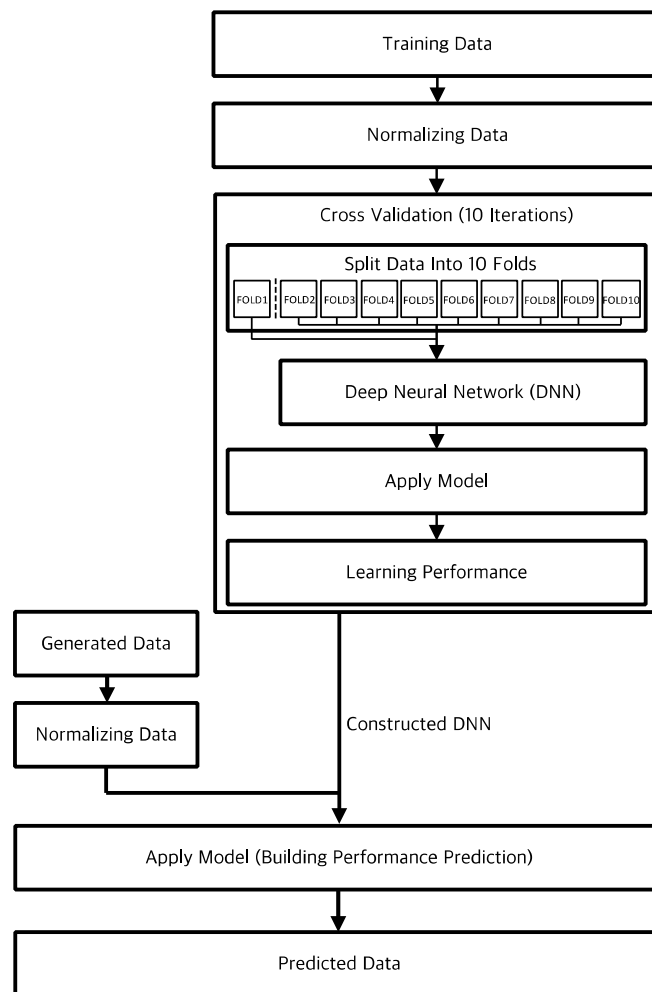 Training Data
Normalizing Data
Cross Validation (10 Iterations)
Split Data Into 10 Folds
FOLD1 FOLD2 FOLD3 FOLD4 FOLD5 FOLD6 FOLD7 FOLD8 FOLD9 FOLD10
Deep Neural Network (DNN)
Apply Model
Learning Performance
Generated Data
Normalizing Data
Constructed DNN
Apply Model (Building Performance Prediction)
Predicted Data